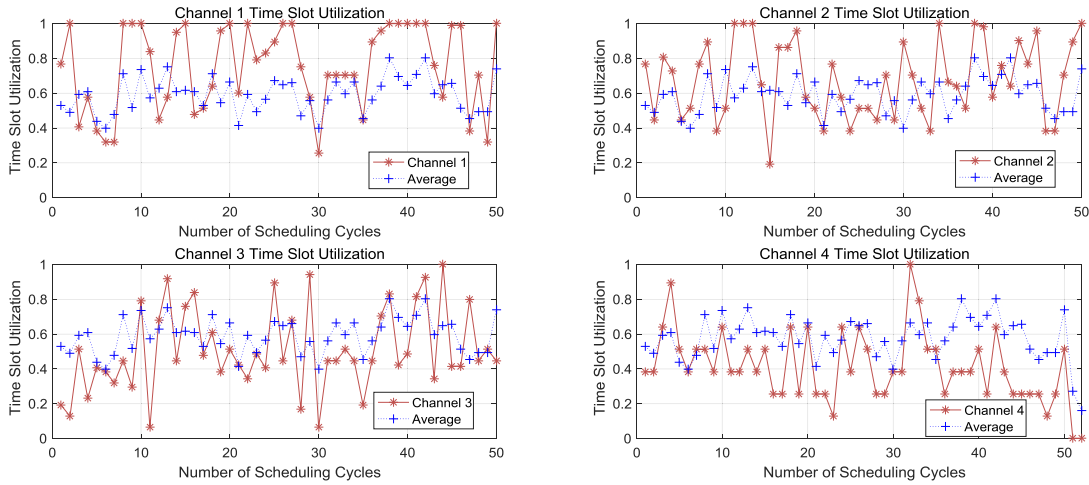 Channel 1 Time Slot Utilization
Time Slot Utilization
1
0.8
0.6
0.4
0.2
0
0 10 20 30 40 50
Channel 1
Average
Number of Scheduling Cycles
Channel 2 Time Slot Utilization
Time Slot Utilization
1
0.8
0.6
0.4
0.2
0
0 10 20 30 40 50
Channel 2
Average
Number of Scheduling Cycles
Channel 3 Time Slot Utilization
Time Slot Utilization
1
0.8
0.6
0.4
0.2
0
0 10 20 30 40 50
Channel 3
Average
Number of Scheduling Cycles
Channel 4 Time Slot Utilization
Time Slot Utilization
1
0.8
0.6
0.4
0.2
0
0 10 20 30 40 50
Channel 4
Average
Number of Scheduling Cycles